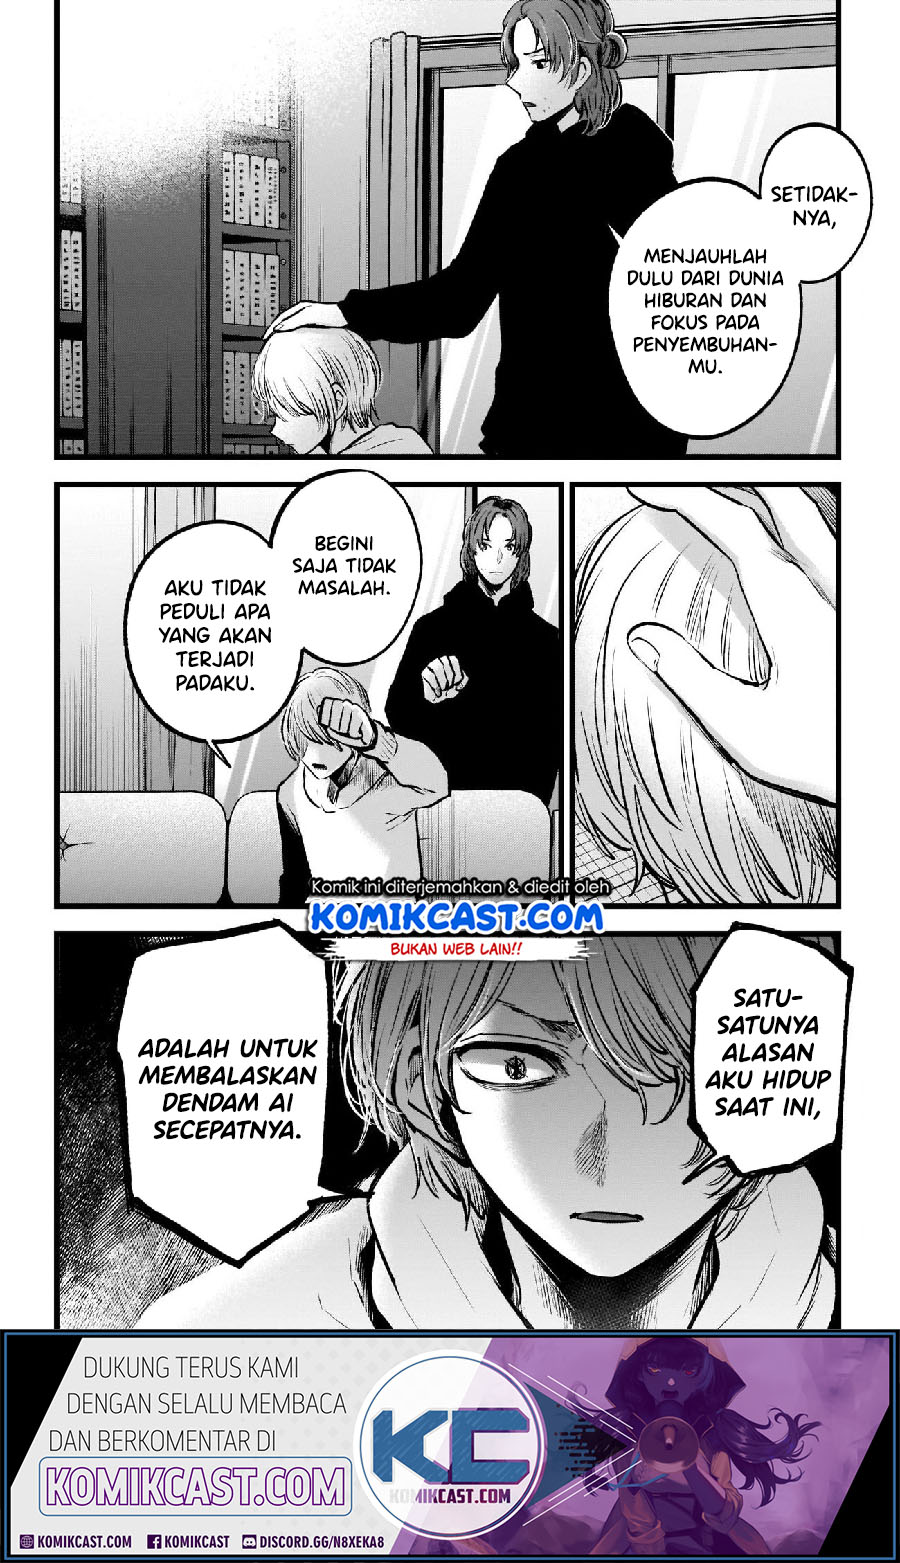 SETIDAK-
NYA,
MENJAUHLAH
DULU DARI DUNIA
HIBURAN DAN
FOKUS PADA
PENYEMBUHAN-
MU.
BEGINI
SAJA TIDAK
MASALAH.
AKU TIDAK
PEDULI APA
YANG AKAN
TERJADI
PADAKU.
Komik ini diterjemahkan & diedit oleh
KOMIKCAST.COM
BUKAN WEB LAIN!!
SATU-
SATUNYA
ALASAN
AKU HIDUP
SAAT INI,
ADALAH UNTUK
MEMBALASKAN
DENDAM AI
SECEPATNYA.
DUKUNG TERUS KAMI
DENGAN SELALU MEMBACA
DAN BERKOMENTAR DI
KOMIKCAST.COM
KOMIKCAST.COM KOMIKCAST DISCORD.GG/N8XEKA8
KC
KOMIKCAST.COM